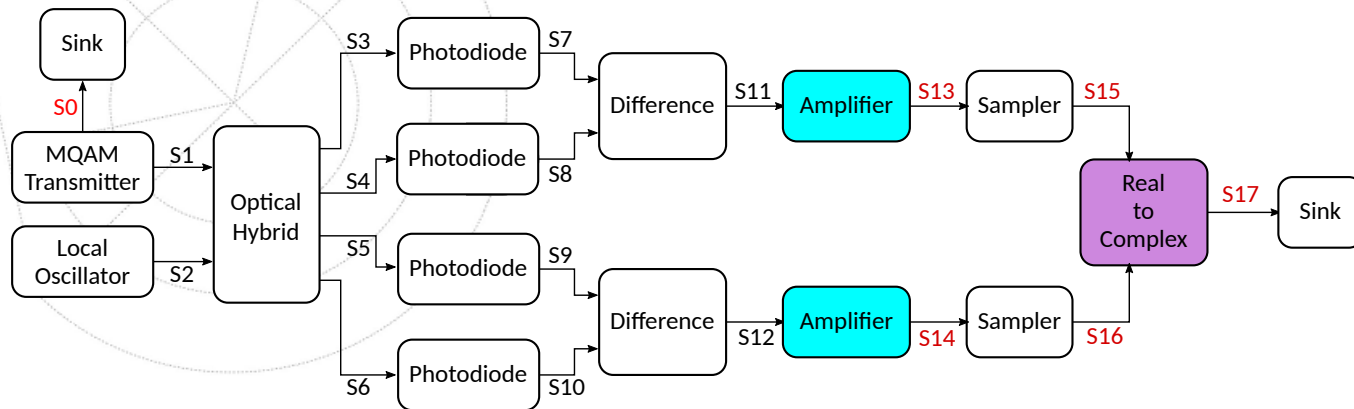 Sink
S0
MQAM
Transmitter
S1
Local
Oscillator
S2
Optical
Hybrid
S3
S4
S5
S6
Photodiode
S7
Photodiode
S8
Photodiode
S9
Photodiode
S10
Difference
S11
Difference
S12
Amplifier
S13
Amplifier
S14
Sampler
S15
Sampler
S16
Real
to
Complex
S17
Sink